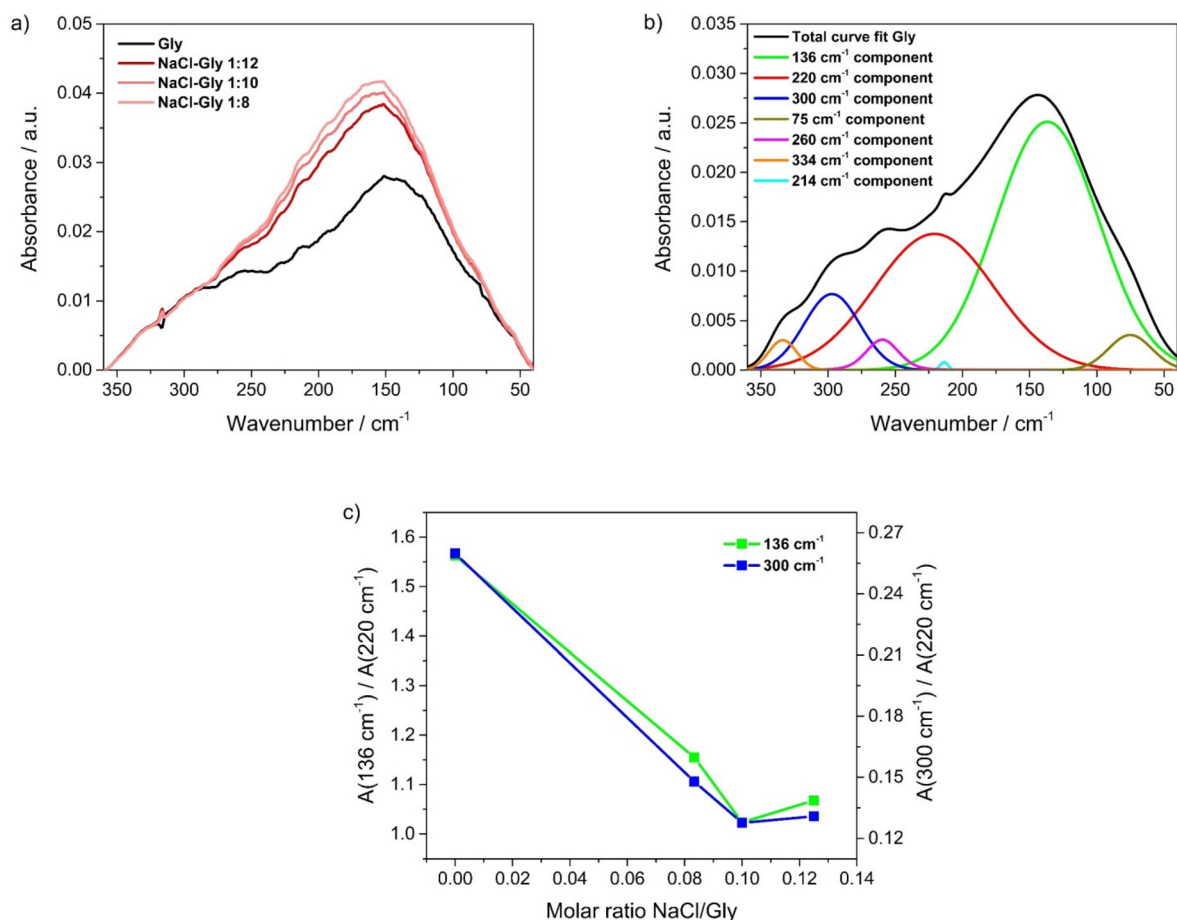 a)
0.05
0.04
0.03
0.02
0.01
0.00
Absorbance / a.u.
Gly
NaCl-Gly 1:12
NaCl-Gly 1:10
NaCl-Gly 1:8
350 300 250 200 150 100 50
Wavenumber / cm⁻¹
b)
0.035
0.030
0.025
0.020
0.015
0.010
0.005
0.000
Absorbance / a.u.
Total curve fit Gly
136 cm⁻¹ component
220 cm⁻¹ component
300 cm⁻¹ component
75 cm⁻¹ component
260 cm⁻¹ component
334 cm⁻¹ component
214 cm⁻¹ component
350 300 250 200 150 100 50
Wavenumber / cm⁻¹
c)
1.6
1.5
1.4
1.3
1.2
1.1
1.0
A(136 cm⁻¹) / A(220 cm⁻¹)
136 cm⁻¹
300 cm⁻¹
0.27
0.24
0.21
0.18
0.15
0.12
A(300 cm⁻¹) / A(220 cm⁻¹)
0.00 0.02 0.04 0.06 0.08 0.10 0.12 0.14
Molar ratio NaCl/Gly